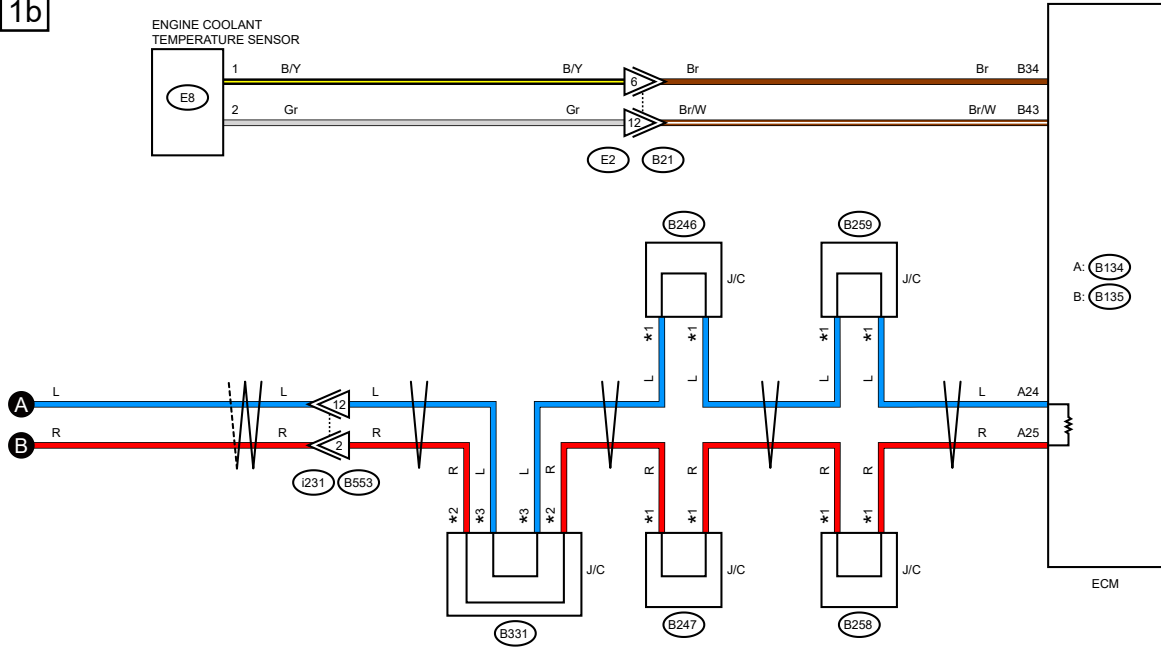 1b
ENGINE COOLANT
TEMPERATURE SENSOR
E8
1 B/Y B/Y 6 Br Br B34
2 Gr Gr 12 Br/W Br/W B43
E2 B21
B246 B259
J/C J/C
A: B134
B: B135
*1 *1 *1 *1
L L L L
A L L 12 L L A24
B R R 2 R R A25
i231 B553
R L L R R R R R
*2 *3 *3 *2 *1 *1 *1 *1
J/C J/C J/C
ECM
B331 B247 B258